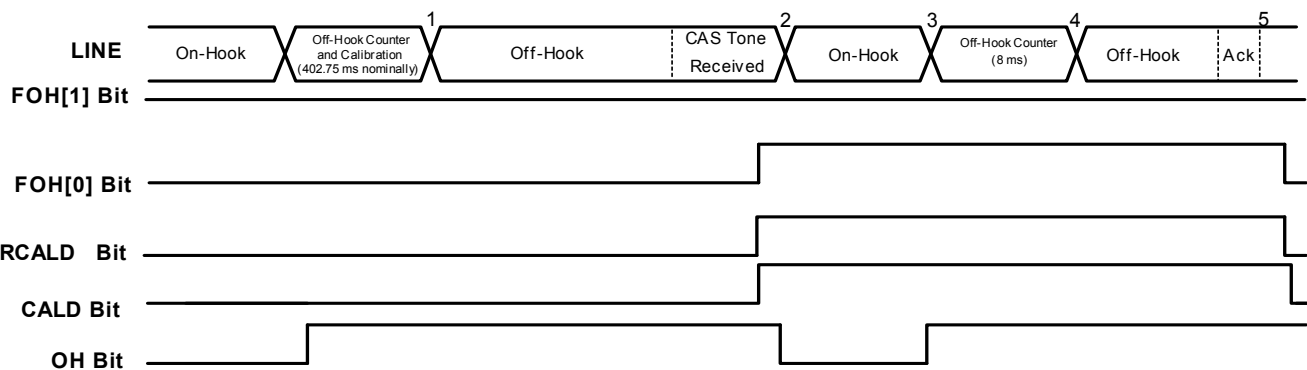 1 2 3 4 5
LINE
On-Hook
Off-Hook Counter
and Calibration
(402.75 ms nominally)
Off-Hook
CAS Tone
Received
On-Hook
Off-Hook Counter
(8 ms)
Off-Hook
Ack
FOH[1] Bit
FOH[0] Bit
RCALD Bit
CALD Bit
OH Bit